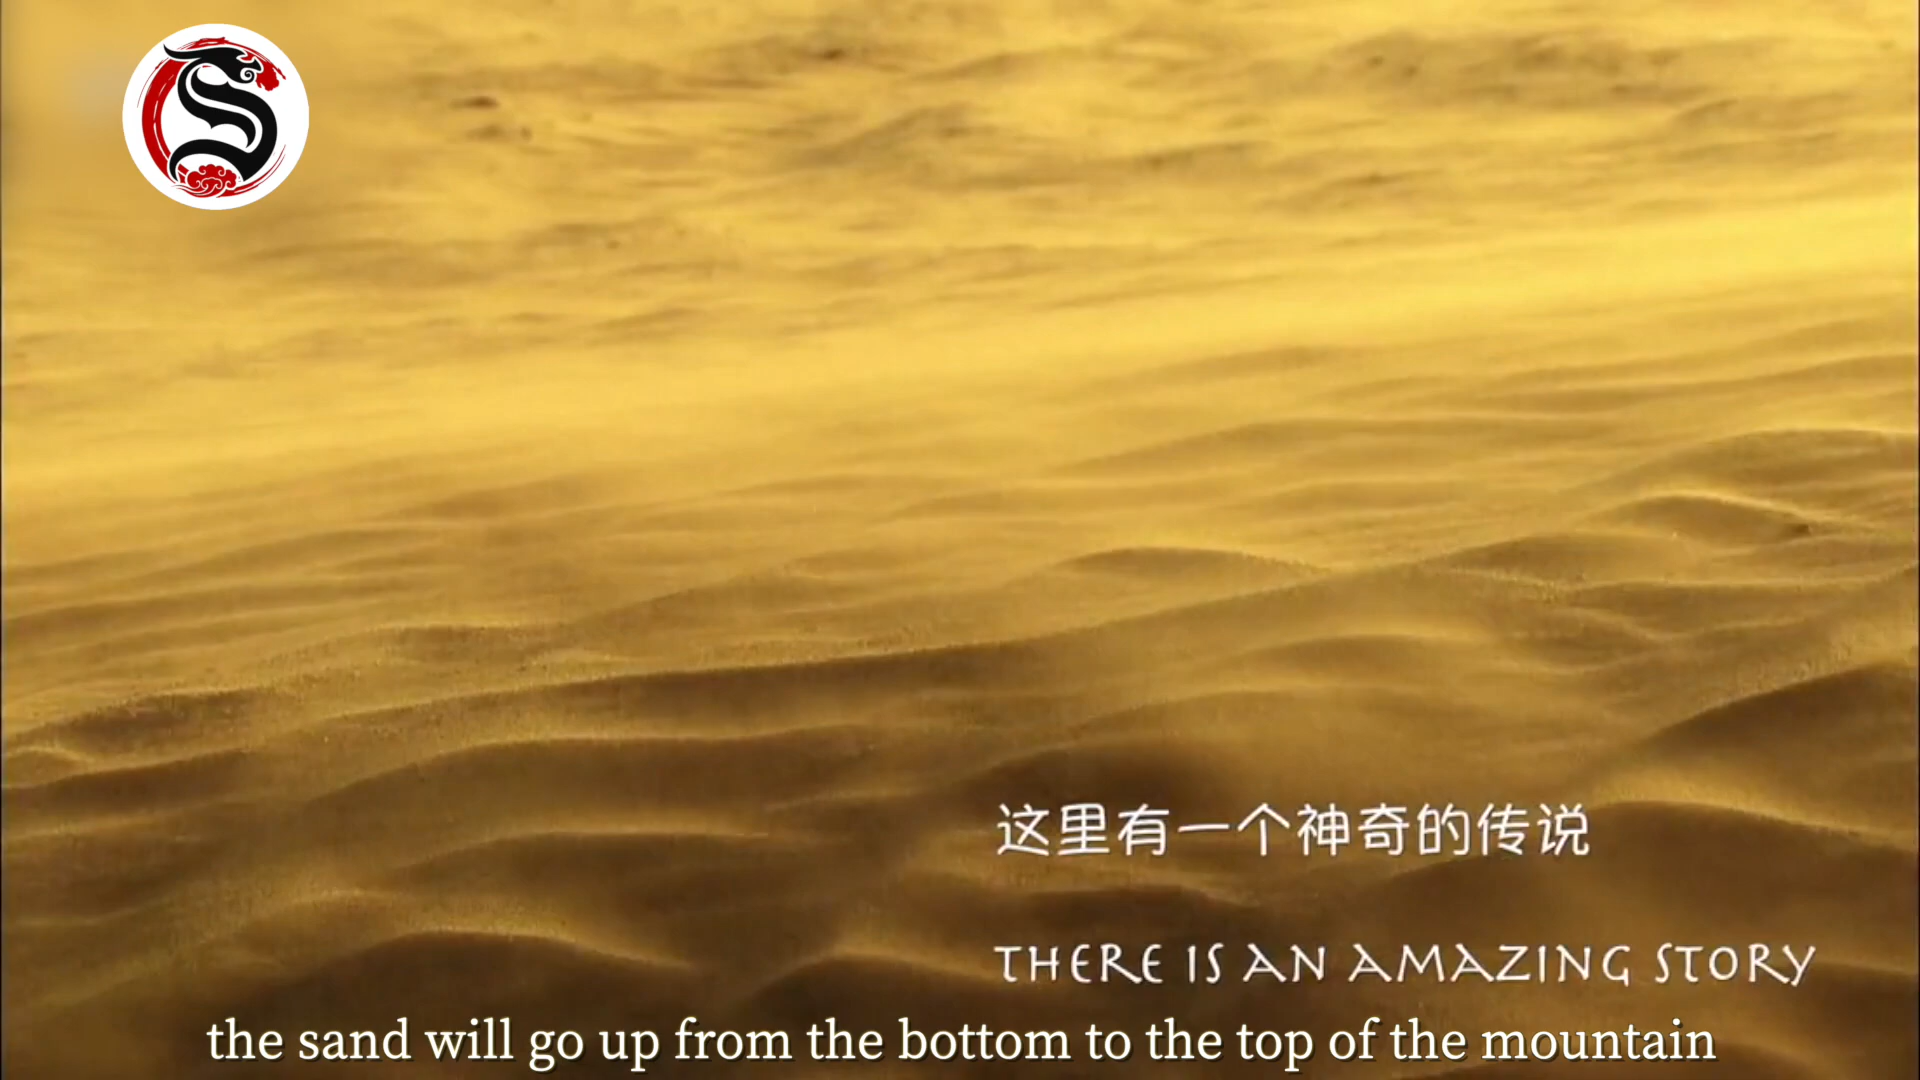 这里有一个神奇的传说
THERE IS AN AMAZING STORY
the sand will go up from the bottom to the top of the mountain